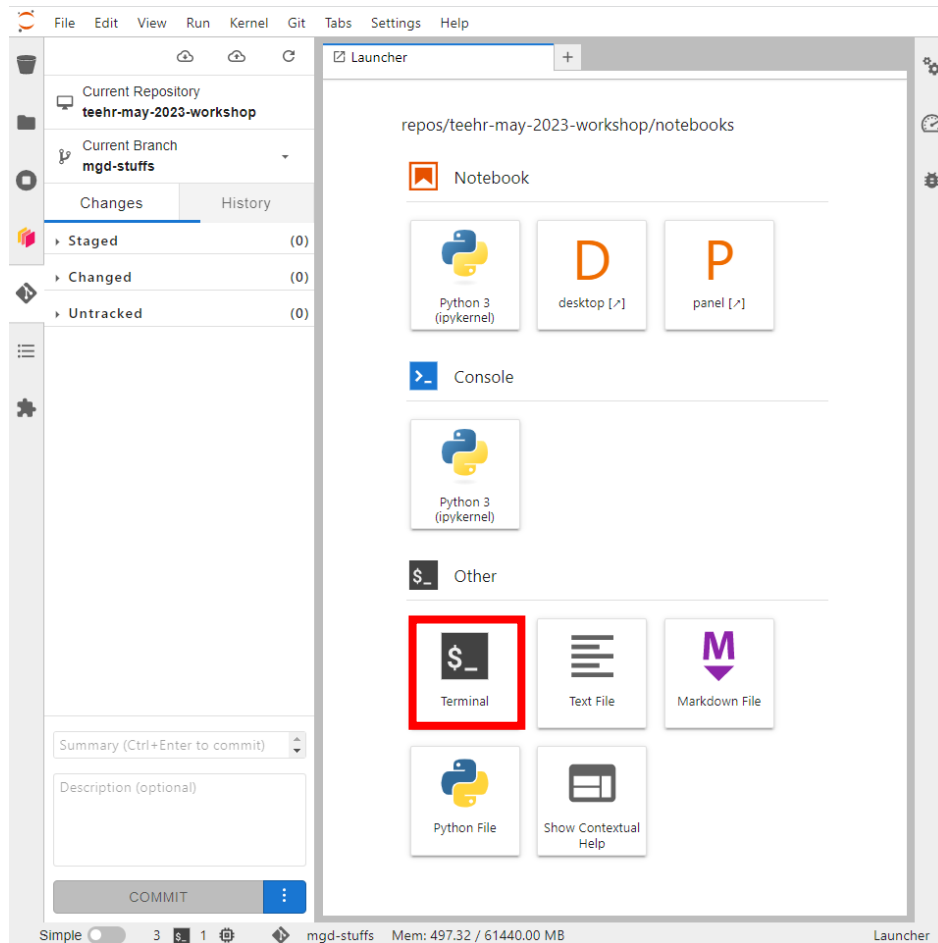 File Edit View Run Kernel Git Tabs Settings Help
Current Repository
teehr-may-2023-workshop
Current Branch
mgd-stuffs
Changes History
Staged (0)
Changed (0)
Untracked (0)
Summary (Ctrl+Enter to commit)
Description (optional)
COMMIT
Launcher
repos/teehr-may-2023-workshop/notebooks
Notebook
Python 3
(ipykernel)
D
desktop [↗]
P
panel [↗]
>_ Console
Python 3
(ipykernel)
$_ Other
$_
Terminal
Text File
M
Markdown File
Python File
Show Contextual
Help
Simple 3 $_ 1 mgd-stuffs Mem: 497.32 / 61440.00 MB Launcher